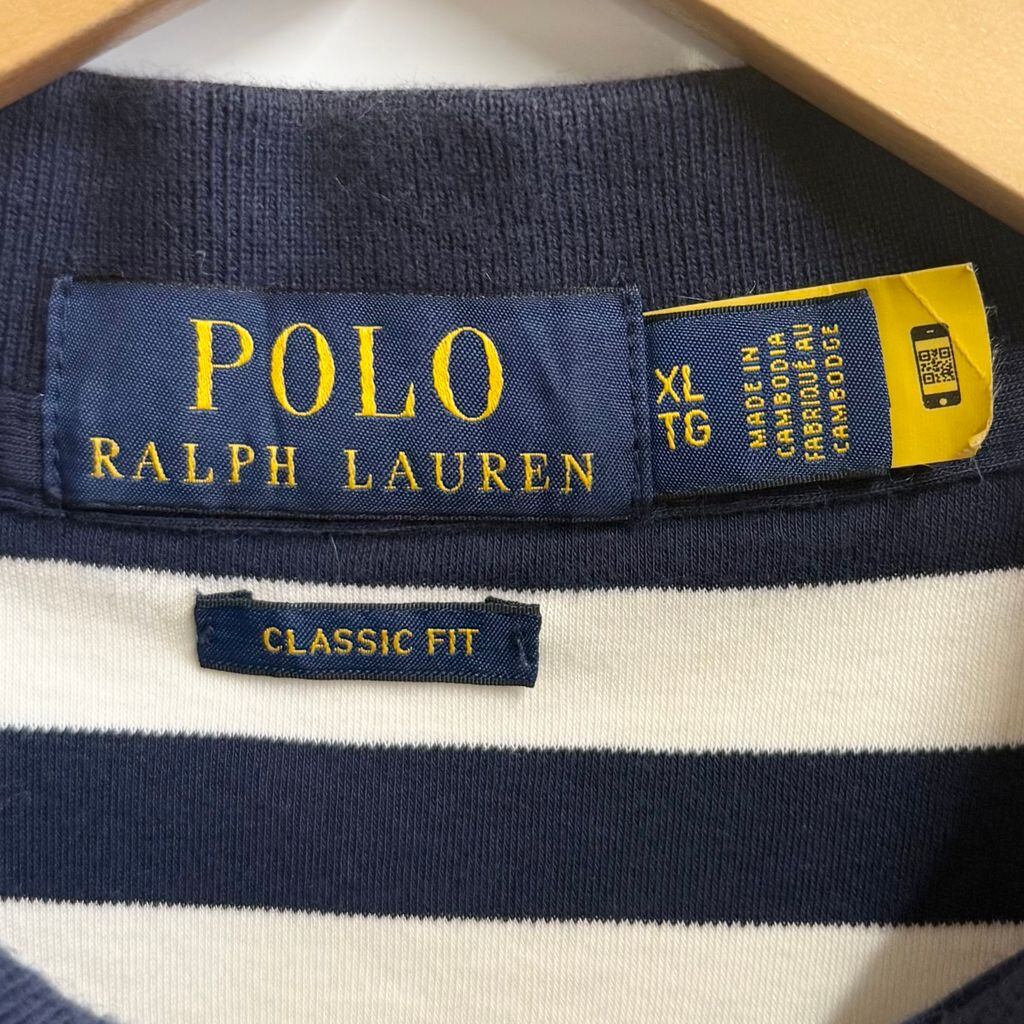 POLO
RALPH LAUREN
XL
TG
MADE IN
CAMBODIA
FABRIQUÉ AU
CAMBODGE
CLASSIC FIT